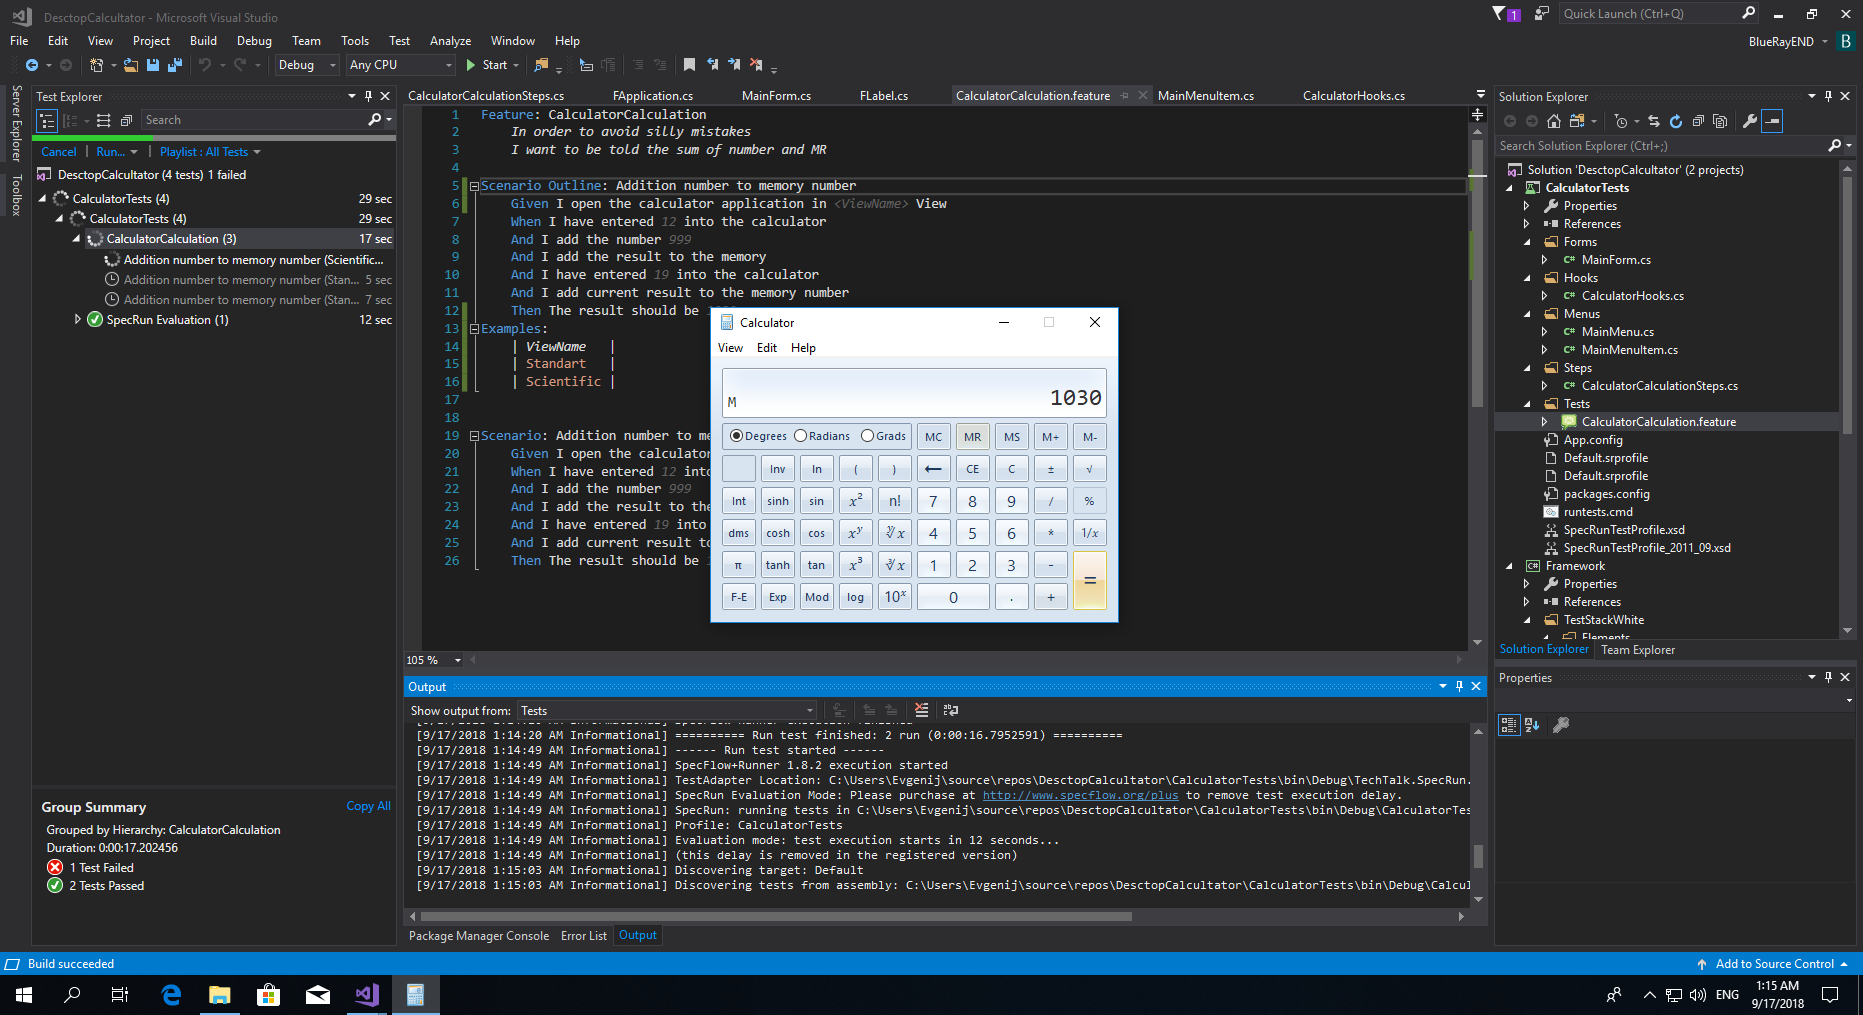 DesctopCalcultator - Microsoft Visual Studio
1
Quick Launch (Ctrl+Q)
File Edit View Project Build Debug Team Tools Test Analyze Window Help
BlueRayEND B
Debug Any CPU Start
Server Explorer
Toolbox
Test Explorer
Search
Cancel | Run... | Playlist : All Tests
DesctopCalcultator (4 tests) 1 failed
CalculatorTests (4) 29 sec
CalculatorTests (4) 29 sec
CalculatorCalculation (3) 17 sec
Addition number to memory number (Scientific...
Addition number to memory number (Stan... 5 sec
Addition number to memory number (Stan... 7 sec
SpecRun Evaluation (1) 12 sec
Group Summary Copy All
Grouped by Hierarchy: CalculatorCalculation
Duration: 0:00:17.202456
1 Test Failed
2 Tests Passed
CalculatorCalculationSteps.cs FApplication.cs MainForm.cs FLabel.cs CalculatorCalculation.feature MainMenuItem.cs CalculatorHooks.cs
1 Feature: CalculatorCalculation
2 In order to avoid silly mistakes
3 I want to be told the sum of number and MR
4
5 Scenario Outline: Addition number to memory number
6 Given I open the calculator application in <ViewName> View
7 When I have entered 12 into the calculator
8 And I add the number 999
9 And I add the result to the memory
10 And I have entered 19 into the calculator
11 And I add current result to the memory number
12 Then The result should be
13 Examples:
14 | ViewName |
15 | Standart |
16 | Scientific |
17
18
19 Scenario: Addition number to me
20 Given I open the calculator
21 When I have entered 12 into
22 And I add the number 999
23 And I add the result to the
24 And I have entered 19 into
25 And I add current result to
26 Then The result should be
105 %
Calculator
View Edit Help
M 1030
Degrees Radians Grads MC MR MS M+ M-
Inv ln ( ) ← CE C ± √
Int sinh sin x² n! 7 8 9 / %
dms cosh cos xʸ ʸ√x 4 5 6 * 1/x
π tanh tan x³ ³√x 1 2 3 - =
F-E Exp Mod log 10ˣ 0 . +
Output
Show output from: Tests
[9/17/2018 1:14:20 AM Informational] ========== Run test finished: 2 run (0:00:16.7952591) ==========
[9/17/2018 1:14:49 AM Informational] ------ Run test started ------
[9/17/2018 1:14:49 AM Informational] SpecFlow+Runner 1.8.2 execution started
[9/17/2018 1:14:49 AM Informational] TestAdapter Location: C:\Users\Evgenij\source\repos\DesctopCalcultator\CalculatorTests\bin\Debug\TechTalk.SpecRun.
[9/17/2018 1:14:49 AM Informational] SpecRun Evaluation Mode: Please purchase at http://www.specflow.org/plus to remove test execution delay.
[9/17/2018 1:14:49 AM Informational] SpecRun: running tests in C:\Users\Evgenij\source\repos\DesctopCalcultator\CalculatorTests\bin\Debug\CalculatorTes
[9/17/2018 1:14:49 AM Informational] Profile: CalculatorTests
[9/17/2018 1:14:49 AM Informational] Evaluation mode: test execution starts in 12 seconds...
[9/17/2018 1:14:49 AM Informational] (this delay is removed in the registered version)
[9/17/2018 1:15:03 AM Informational] Discovering target: Default
[9/17/2018 1:15:03 AM Informational] Discovering tests from assembly: C:\Users\Evgenij\source\repos\DesctopCalcultator\CalculatorTests\bin\Debug\Calcul
Package Manager Console Error List Output
Solution Explorer
Search Solution Explorer (Ctrl+;)
Solution 'DesctopCalcultator' (2 projects)
CalculatorTests
Properties
References
Forms
C# MainForm.cs
Hooks
C# CalculatorHooks.cs
Menus
C# MainMenu.cs
C# MainMenuItem.cs
Steps
C# CalculatorCalculationSteps.cs
Tests
CalculatorCalculation.feature
App.config
Default.srprofile
Default.srprofile
packages.config
runtests.cmd
SpecRunTestProfile.xsd
SpecRunTestProfile_2011_09.xsd
C# Framework
Properties
References
TestStackWhite
Elements
Solution Explorer Team Explorer
Properties
Build succeeded
Add to Source Control
ENG
1:15 AM
9/17/2018